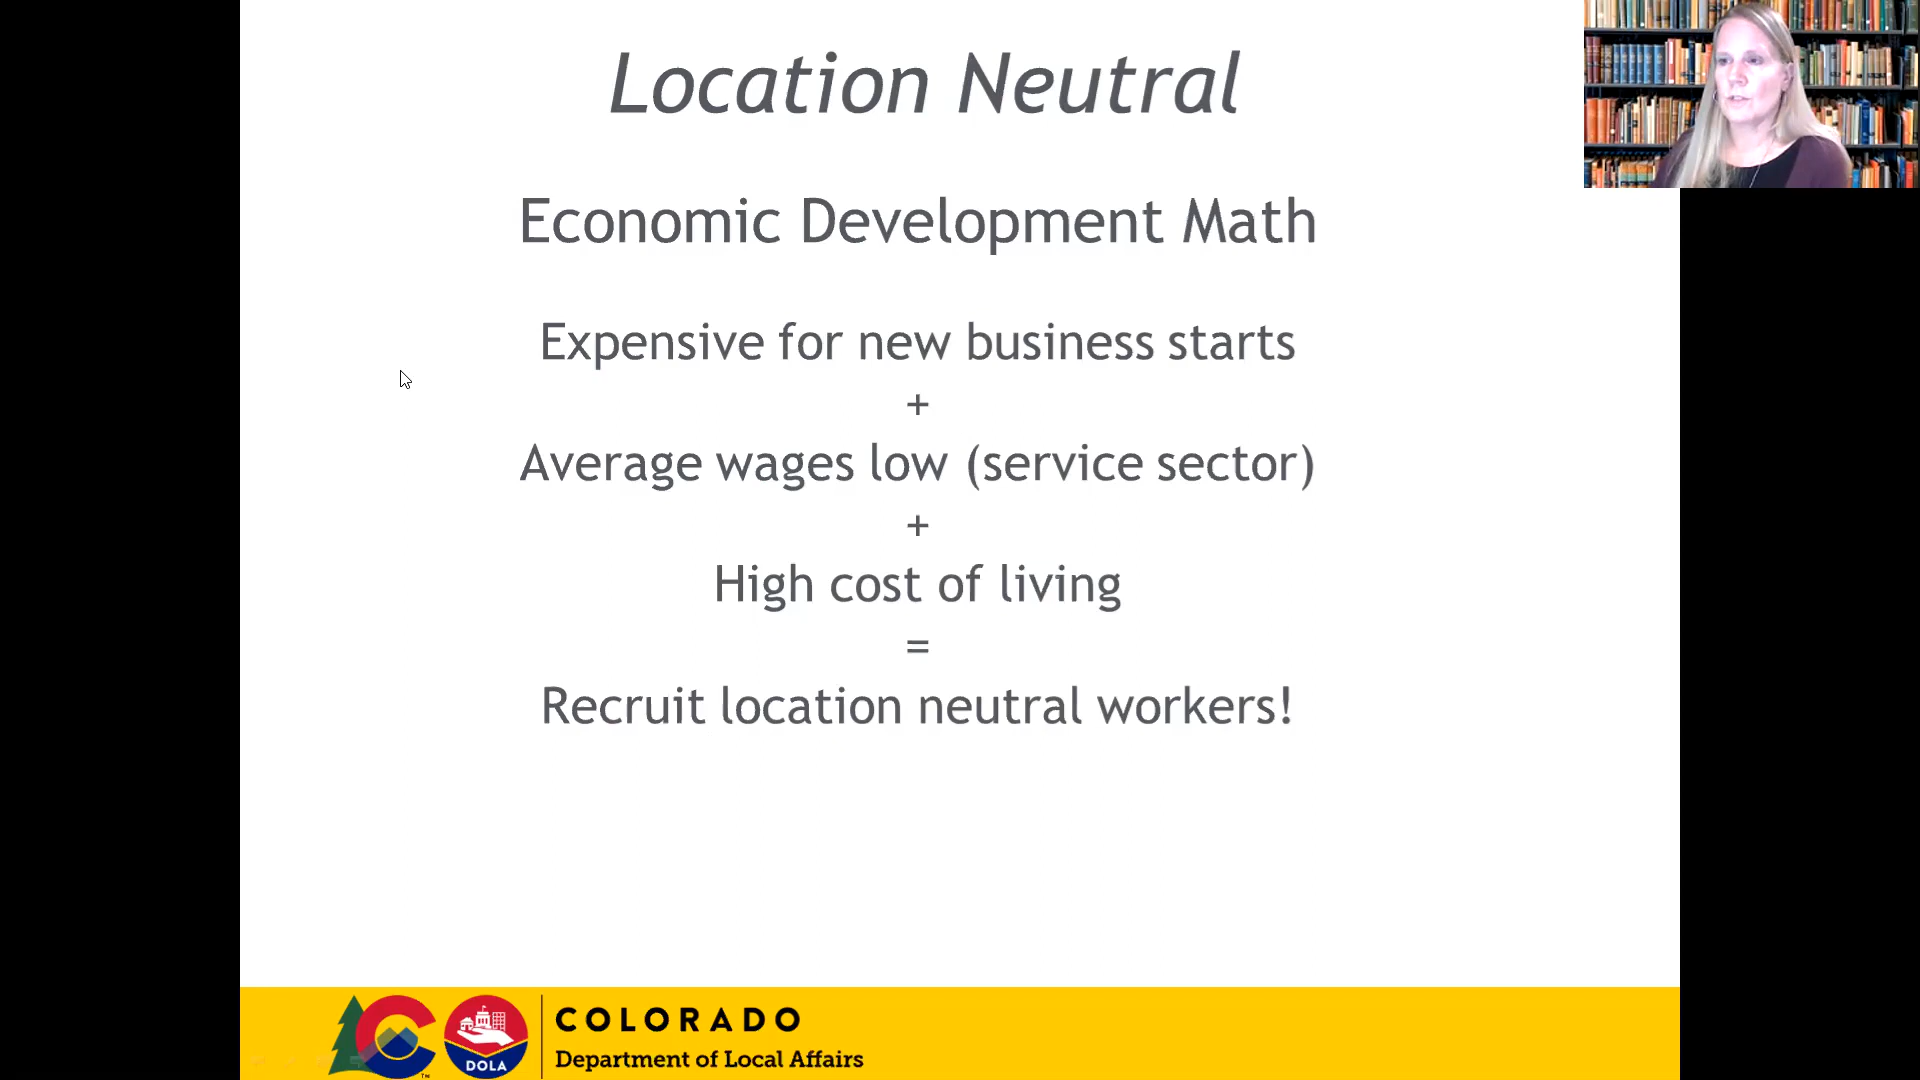 Location Neutral
Economic Development Math
Expensive for new business starts
+
Average wages low (service sector)
+
High cost of living
=
Recruit location neutral workers!
COLORADO
Department of Local Affairs
DOLA
TM